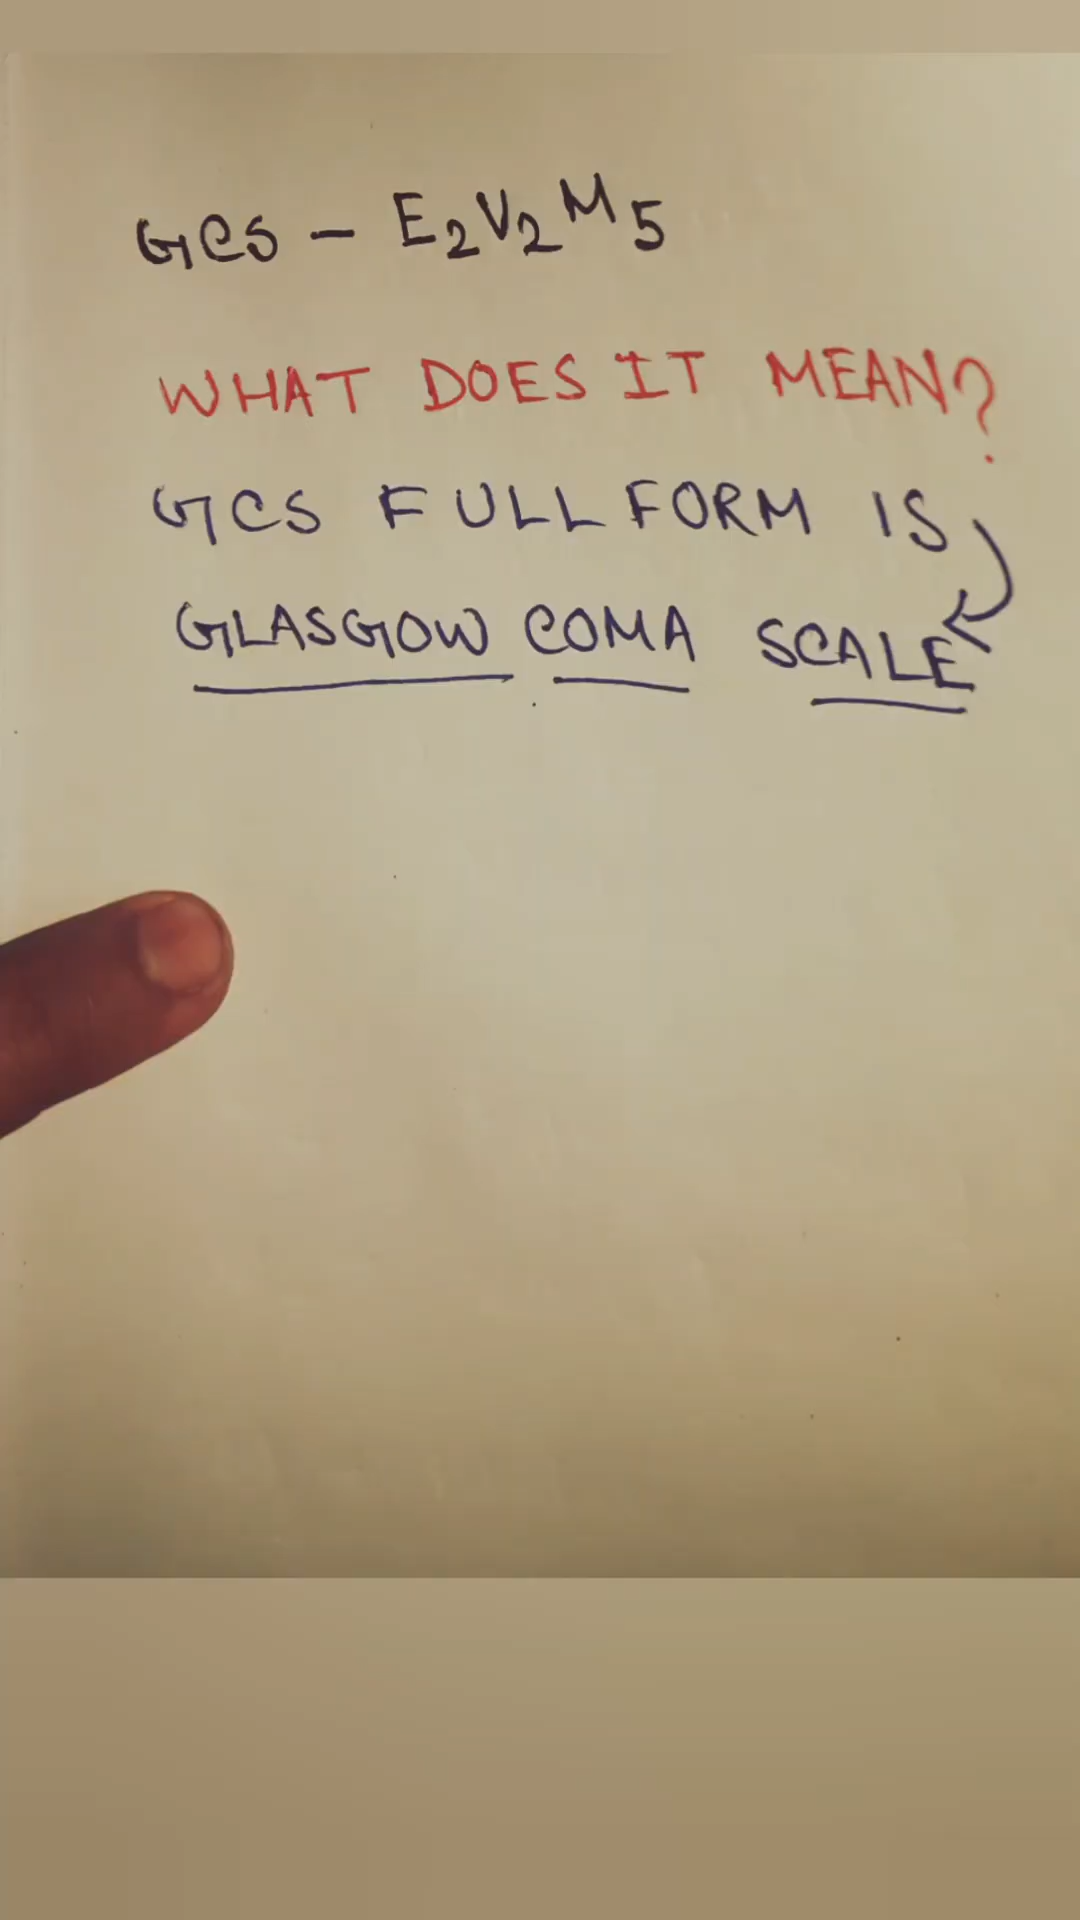 GCS - E2V2M5
WHAT DOES IT MEAN?
GCS FULL FORM IS
GLASGOW COMA SCALE